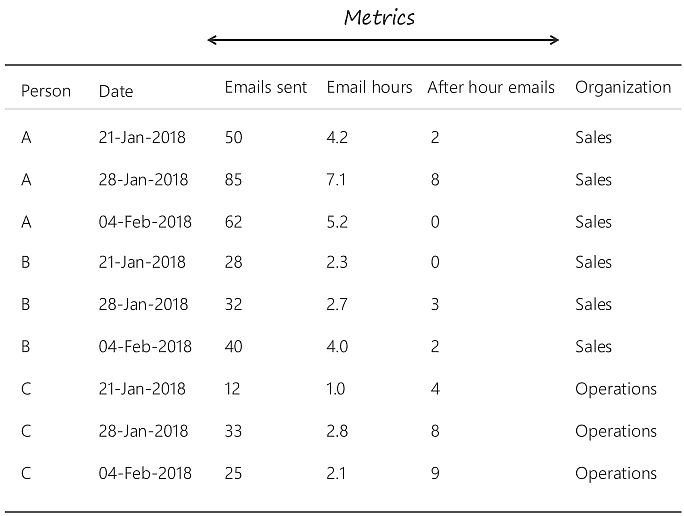 Metrics
Person Date Emails sent Email hours After hour emails Organization
A 21-Jan-2018 50 4.2 2 Sales
A 28-Jan-2018 85 7.1 8 Sales
A 04-Feb-2018 62 5.2 0 Sales
B 21-Jan-2018 28 2.3 0 Sales
B 28-Jan-2018 32 2.7 3 Sales
B 04-Feb-2018 40 4.0 2 Sales
C 21-Jan-2018 12 1.0 4 Operations
C 28-Jan-2018 33 2.8 8 Operations
C 04-Feb-2018 25 2.1 9 Operations